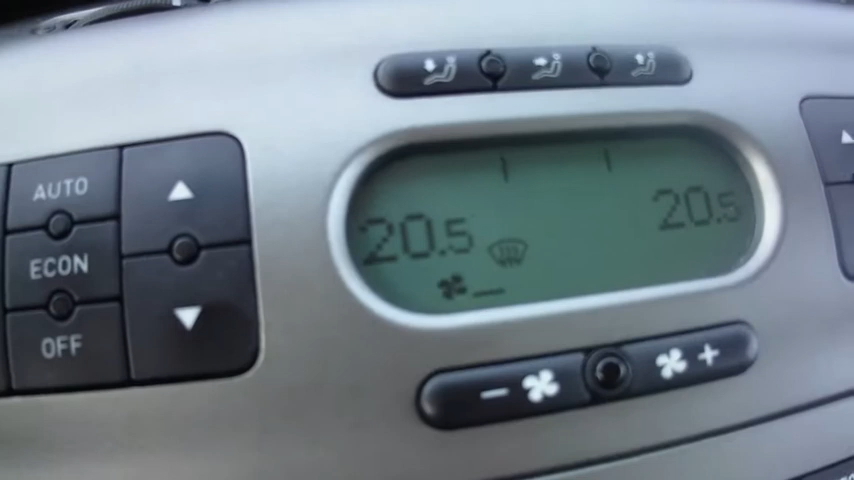 AUTO
ECON
OFF
20.5 20.5
- +